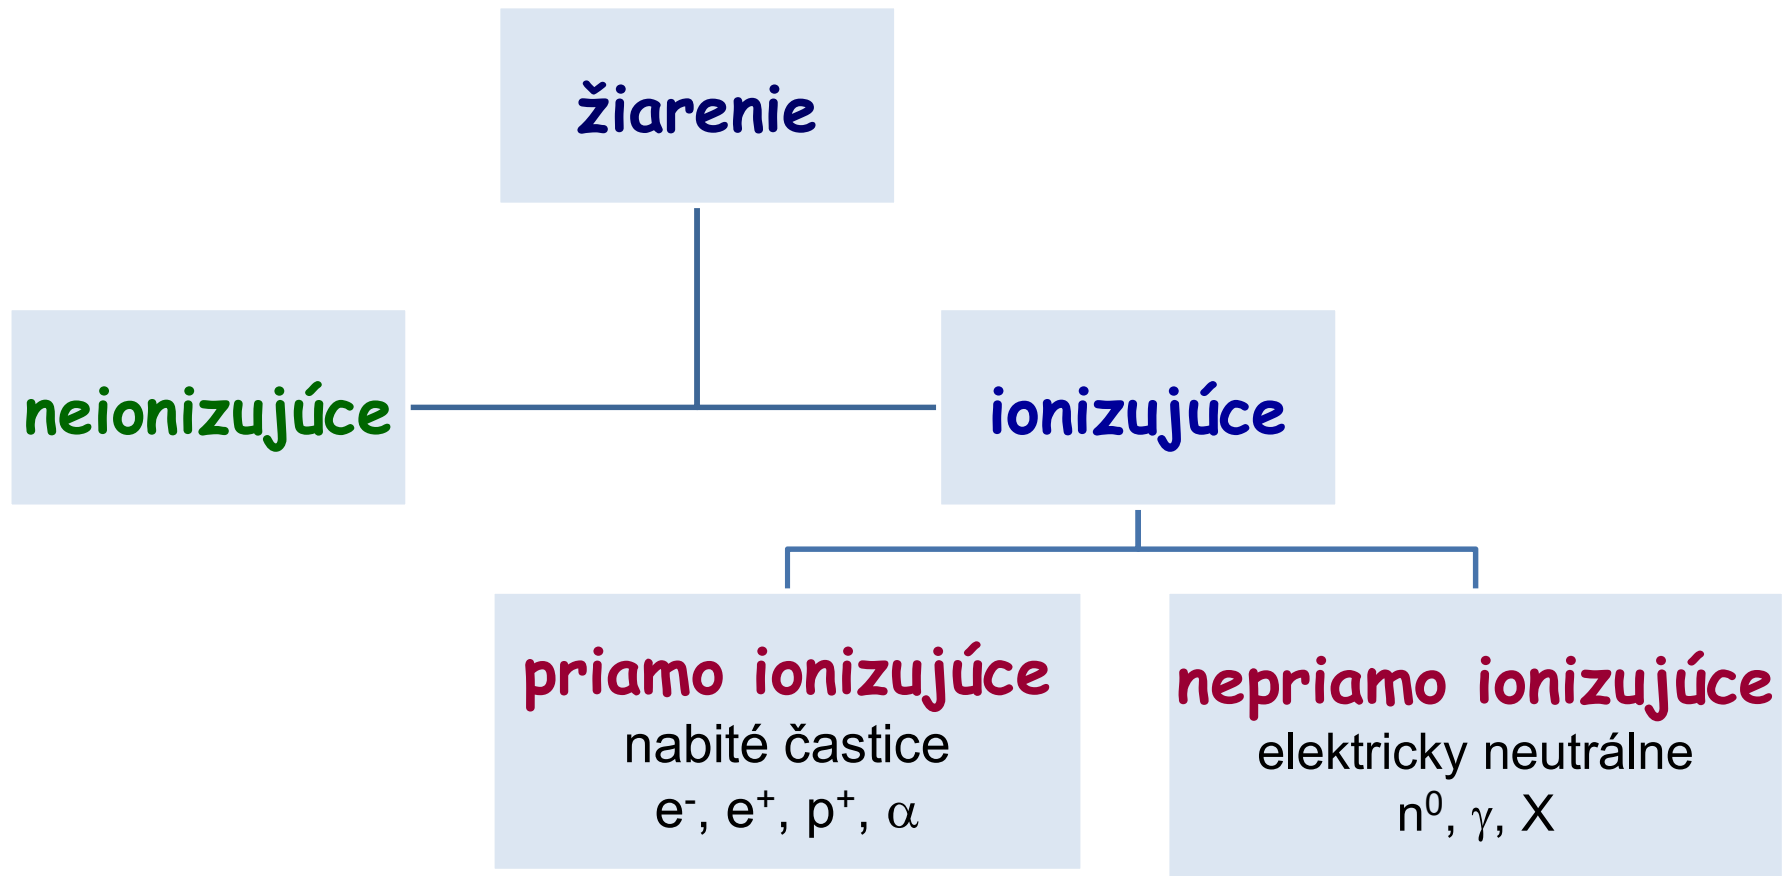 žiarenie
neionizujúce
ionizujúce
priamo ionizujúce
nabité častice
e⁻, e⁺, p⁺, α
nepriamo ionizujúce
elektricky neutrálne
n⁰, γ, X